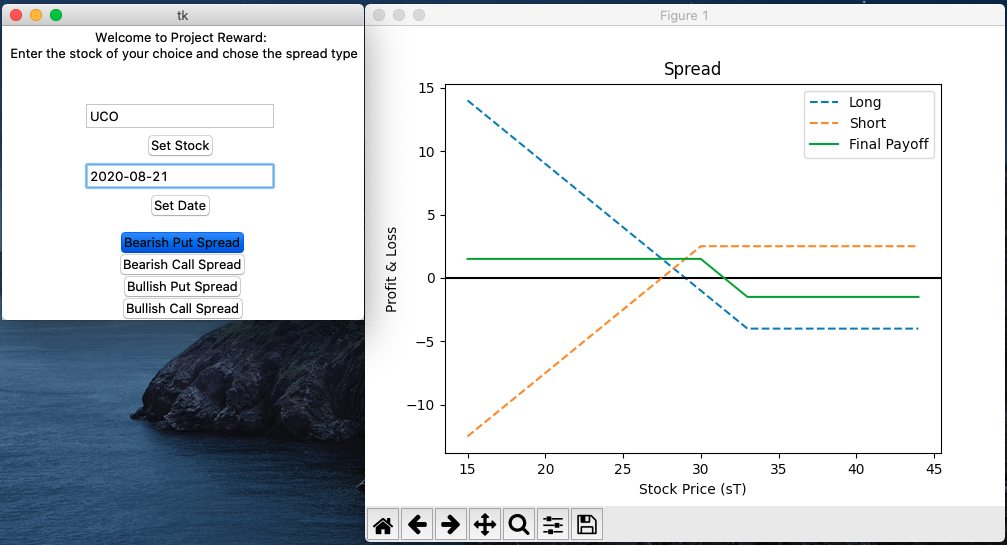 tk
Welcome to Project Reward:
Enter the stock of your choice and chose the spread type
UCO
Set Stock
2020-08-21
Set Date
Bearish Put Spread
Bearish Call Spread
Bullish Put Spread
Bullish Call Spread
Figure 1
Spread
Long
Short
Final Payoff
Profit & Loss
15
10
5
0
−5
−10
15 20 25 30 35 40 45
Stock Price (sT)